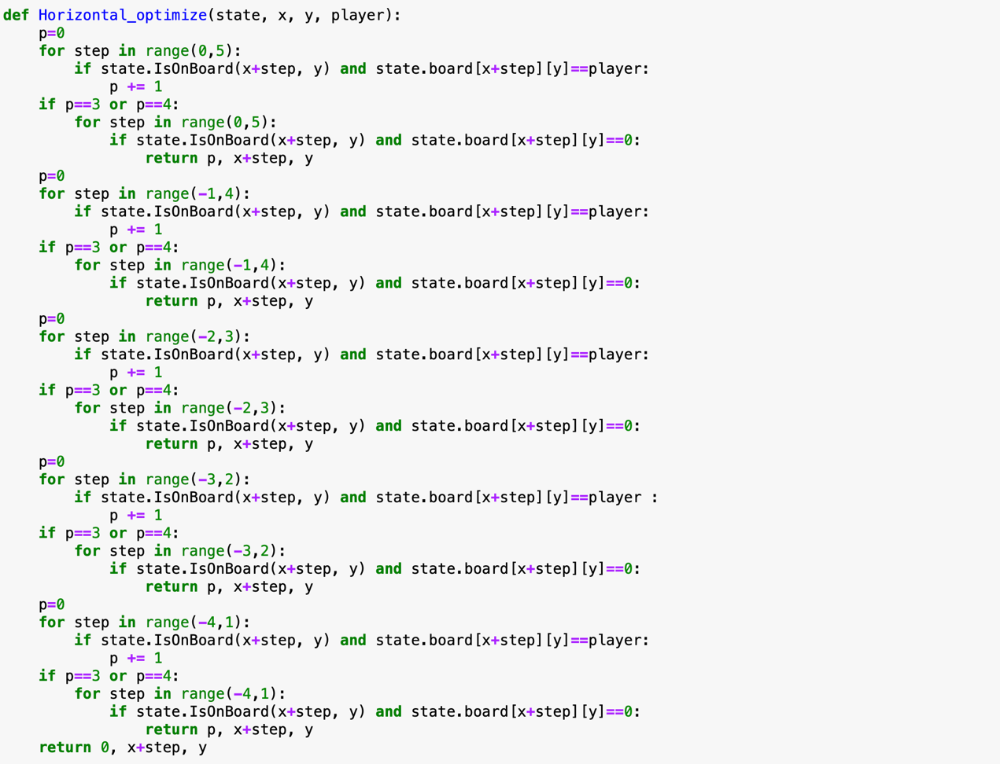 def Horizontal_optimize(state, x, y, player):
    p=0
    for step in range(0,5):
        if state.IsOnBoard(x+step, y) and state.board[x+step][y]==player:
            p += 1
    if p==3 or p==4:
        for step in range(0,5):
            if state.IsOnBoard(x+step, y) and state.board[x+step][y]==0:
                return p, x+step, y
    p=0
    for step in range(-1,4):
        if state.IsOnBoard(x+step, y) and state.board[x+step][y]==player:
            p += 1
    if p==3 or p==4:
        for step in range(-1,4):
            if state.IsOnBoard(x+step, y) and state.board[x+step][y]==0:
                return p, x+step, y
    p=0
    for step in range(-2,3):
        if state.IsOnBoard(x+step, y) and state.board[x+step][y]==player:
            p += 1
    if p==3 or p==4:
        for step in range(-2,3):
            if state.IsOnBoard(x+step, y) and state.board[x+step][y]==0:
                return p, x+step, y
    p=0
    for step in range(-3,2):
        if state.IsOnBoard(x+step, y) and state.board[x+step][y]==player :
            p += 1
    if p==3 or p==4:
        for step in range(-3,2):
            if state.IsOnBoard(x+step, y) and state.board[x+step][y]==0:
                return p, x+step, y
    p=0
    for step in range(-4,1):
        if state.IsOnBoard(x+step, y) and state.board[x+step][y]==player:
            p += 1
    if p==3 or p==4:
        for step in range(-4,1):
            if state.IsOnBoard(x+step, y) and state.board[x+step][y]==0:
                return p, x+step, y
    return 0, x+step, y